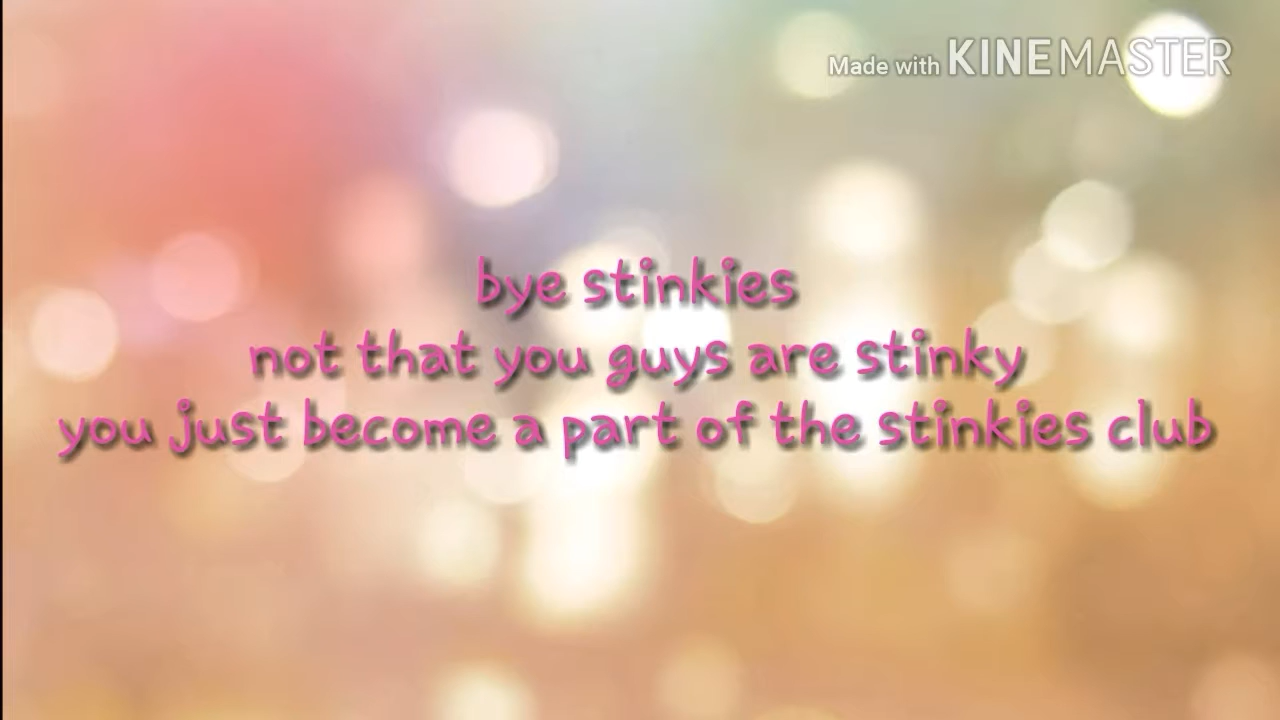 Made with KINEMASTER
bye stinkies
not that you guys are stinky
you just become a part of the stinkies club